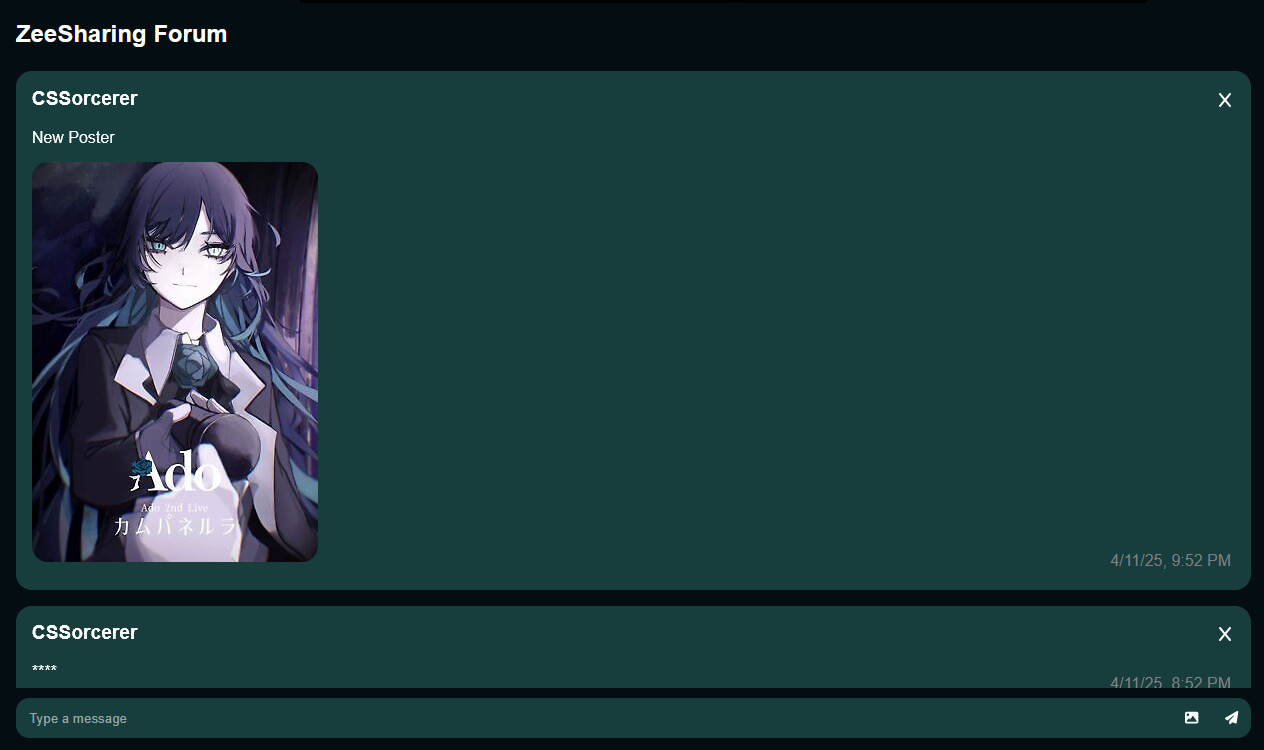 ZeeSharing Forum
CSSorcerer
X
New Poster
Ado
Ado 2nd Live
カムパネルラ
4/11/25, 9:52 PM
CSSorcerer
X
****
4/11/25, 8:52 PM
Type a message